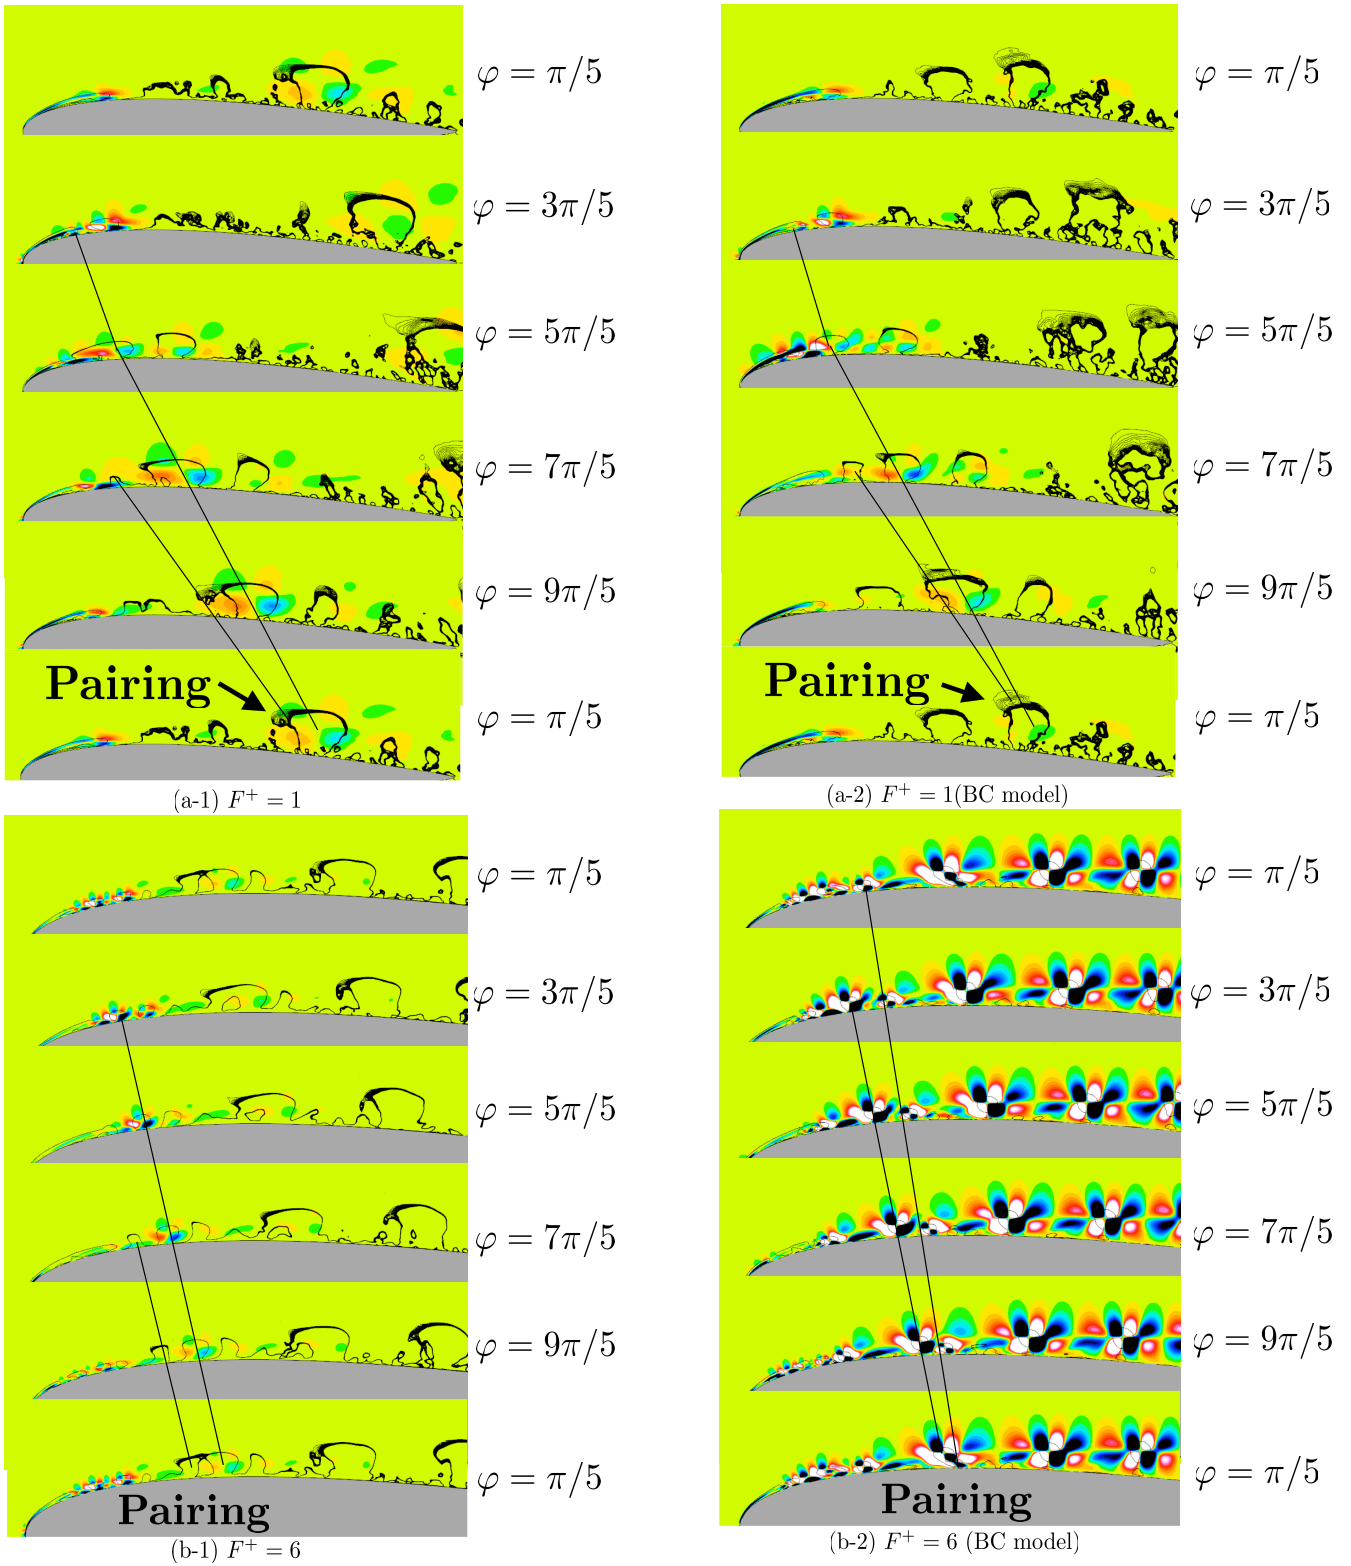 φ = π/5
φ = 3π/5
φ = 5π/5
φ = 7π/5
φ = 9π/5
Pairing
φ = π/5
(a-1) F⁺ = 1
φ = π/5
φ = 3π/5
φ = 5π/5
φ = 7π/5
φ = 9π/5
Pairing
φ = π/5
(a-2) F⁺ = 1(BC model)
φ = π/5
φ = 3π/5
φ = 5π/5
φ = 7π/5
φ = 9π/5
φ = π/5
Pairing
(b-1) F⁺ = 6
φ = π/5
φ = 3π/5
φ = 5π/5
φ = 7π/5
φ = 9π/5
φ = π/5
Pairing
(b-2) F⁺ = 6 (BC model)